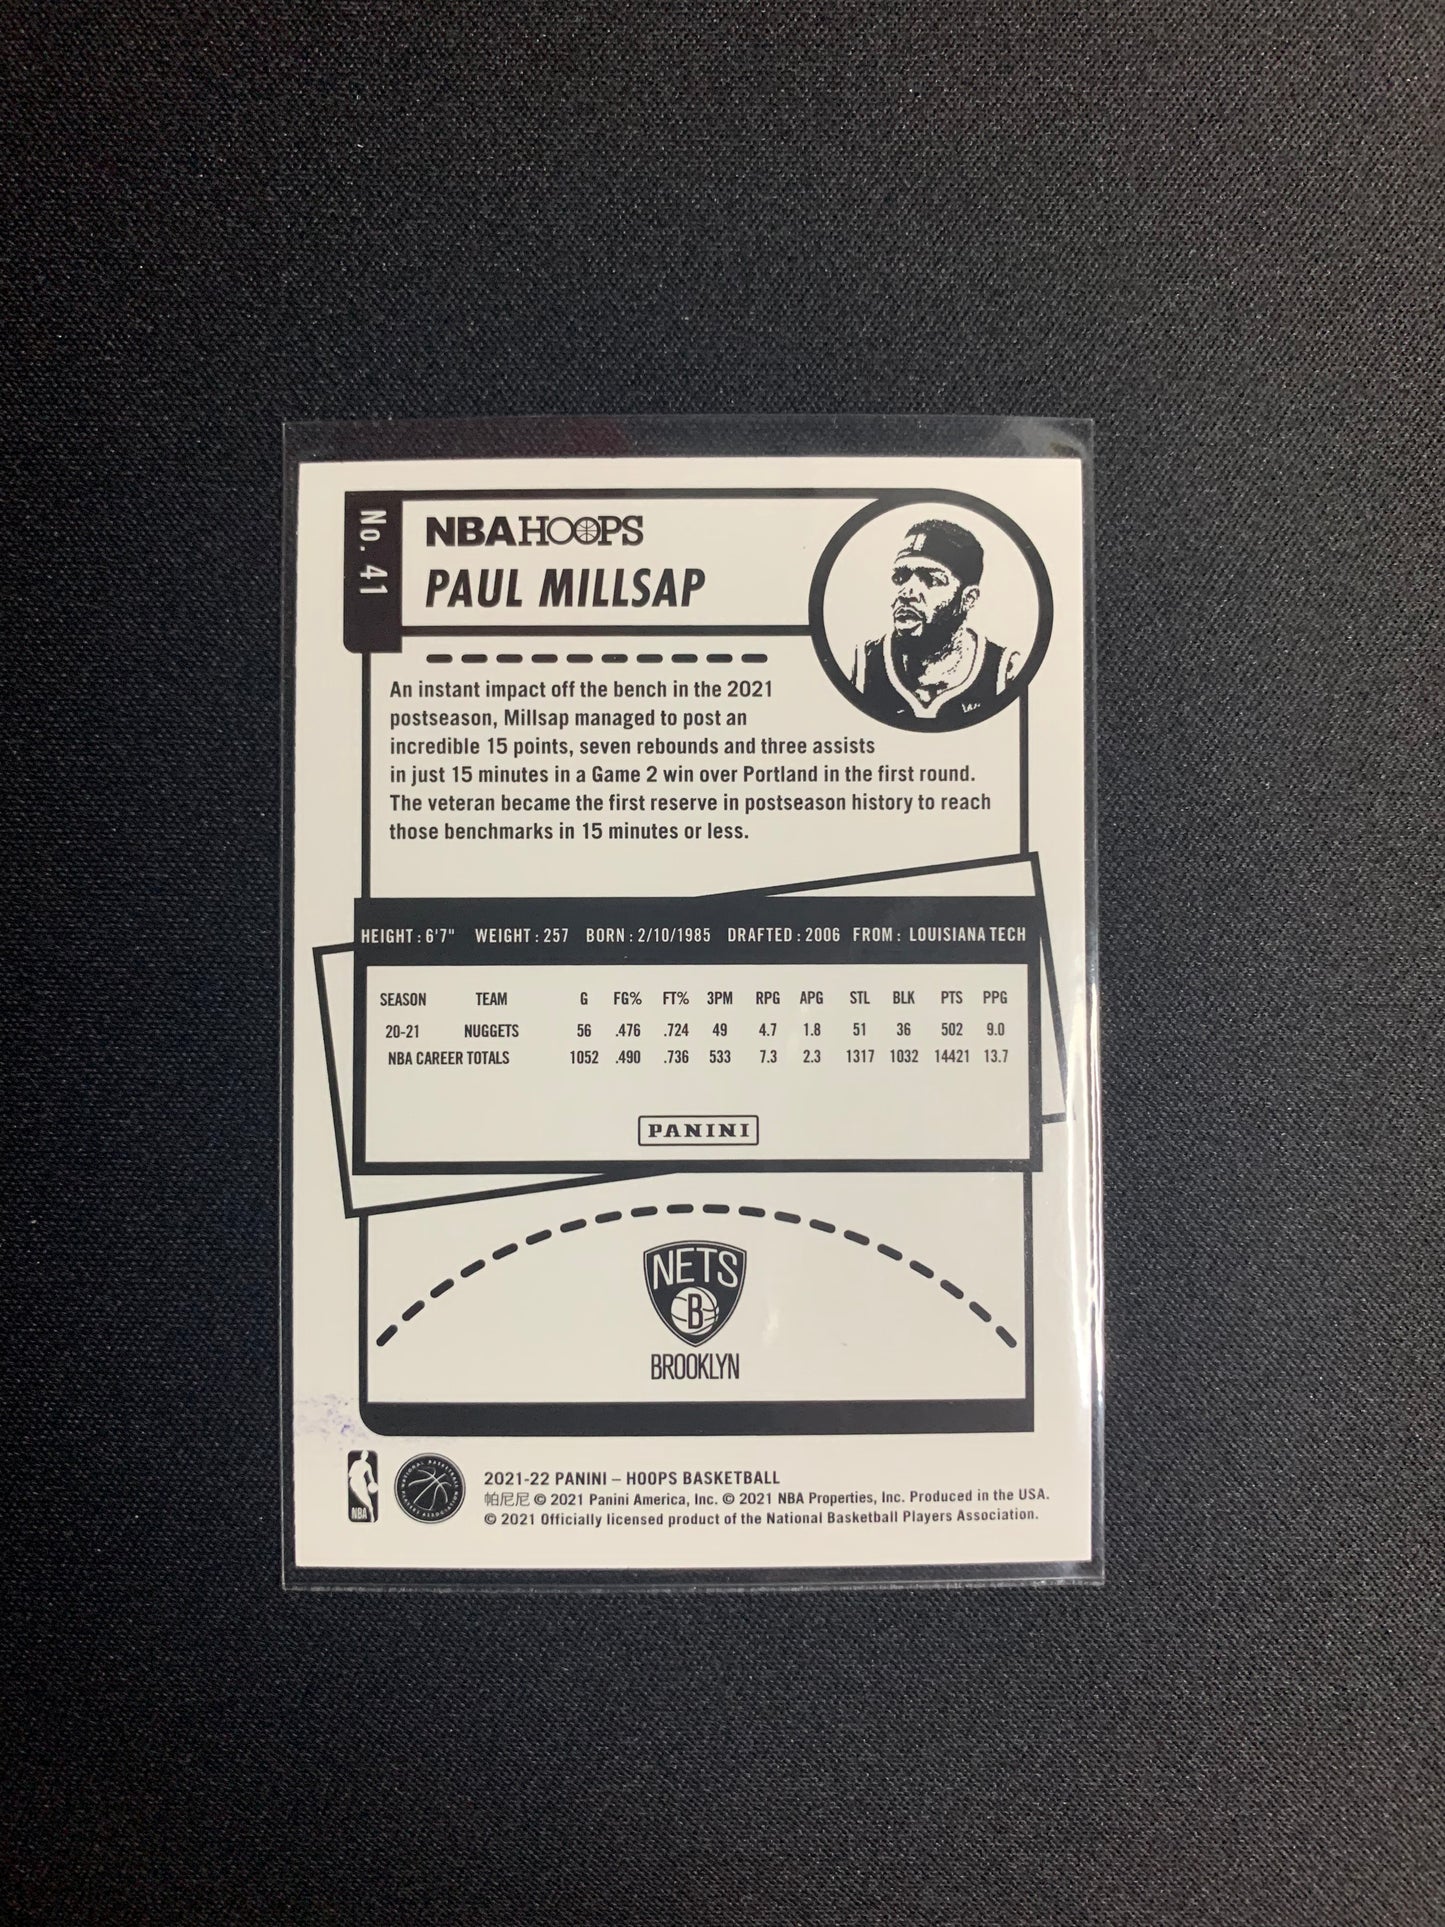 No. 41
NBA HOOPS
PAUL MILLSAP
An instant impact off the bench in the 2021
postseason, Millsap managed to post an
incredible 15 points, seven rebounds and three assists
in just 15 minutes in a Game 2 win over Portland in the first round.
The veteran became the first reserve in postseason history to reach
those benchmarks in 15 minutes or less.
HEIGHT : 6'7" WEIGHT : 257 BORN : 2/10/1985 DRAFTED : 2006 FROM : LOUISIANA TECH
SEASON TEAM G FG% FT% 3PM RPG APG STL BLK PTS PPG
20-21 NUGGETS 56 .476 .724 49 4.7 1.8 51 36 502 9.0
NBA CAREER TOTALS 1052 .490 .736 533 7.3 2.3 1317 1032 14421 13.7
PANINI
NETS
B
BROOKLYN
NBA
NATIONAL BASKETBALL PLAYERS ASSOCIATION
2021-22 PANINI – HOOPS BASKETBALL
帕尼尼 © 2021 Panini America, Inc. © 2021 NBA Properties, Inc. Produced in the USA.
© 2021 Officially licensed product of the National Basketball Players Association.